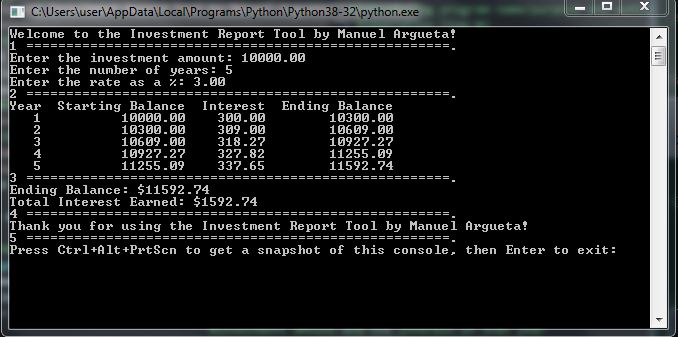 C:\Users\user\AppData\Local\Programs\Python\Python38-32\python.exe
Welcome to the Investment Report Tool by Manuel Argueta!
1 ==================================================.
Enter the investment amount: 10000.00
Enter the number of years: 5
Enter the rate as a %: 3.00
2 ==================================================.
Year  Starting Balance  Interest  Ending Balance
   1          10000.00    300.00        10300.00
   2          10300.00    309.00        10609.00
   3          10609.00    318.27        10927.27
   4          10927.27    327.82        11255.09
   5          11255.09    337.65        11592.74
3 ==================================================.
Ending Balance: $11592.74
Total Interest Earned: $1592.74
4 ==================================================.
Thank you for using the Investment Report Tool by Manuel Argueta!
5 ==================================================.
Press Ctrl+Alt+PrtScn to get a snapshot of this console, then Enter to exit: